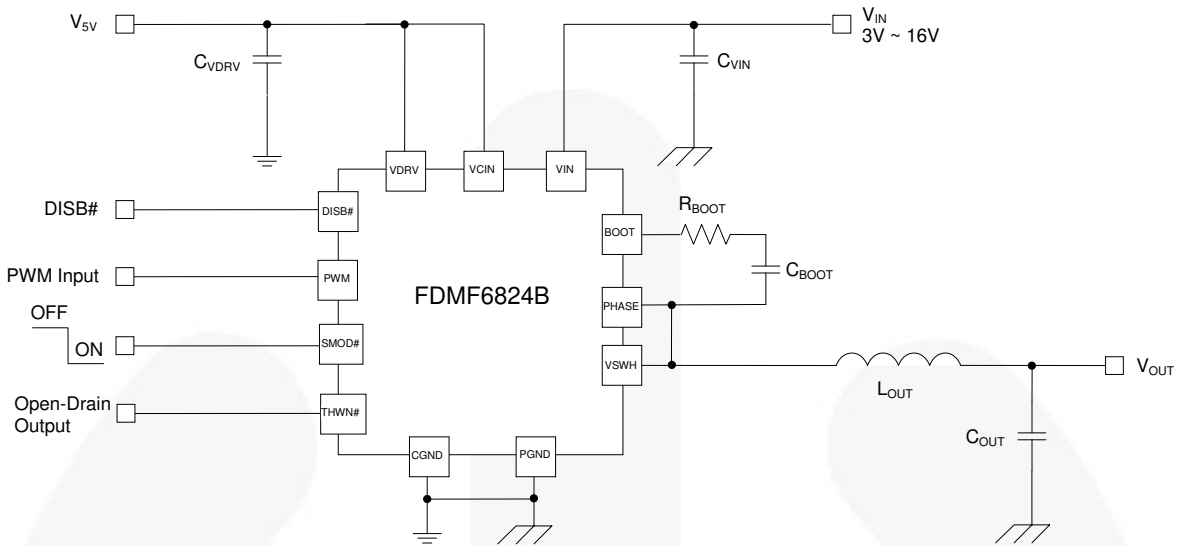 V5V
CVDRV
CVIN
VIN
3V ~ 16V
VDRV
VCIN
VIN
DISB#
DISB#
BOOT
RBOOT
CBOOT
PWM Input
PWM
FDMF6824B
PHASE
OFF
ON
SMOD#
VSWH
LOUT
VOUT
Open-Drain
Output
THWN#
CGND
PGND
COUT